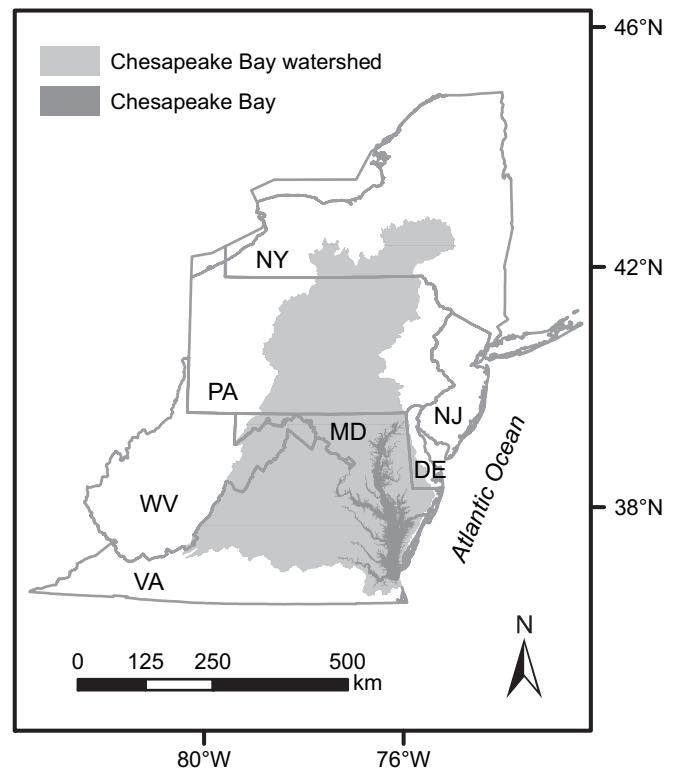 46°N
Chesapeake Bay watershed
Chesapeake Bay
NY
42°N
PA
NJ
MD
DE
Atlantic Ocean
WV
38°N
VA
N
0 125 250 500
km
80°W 76°W